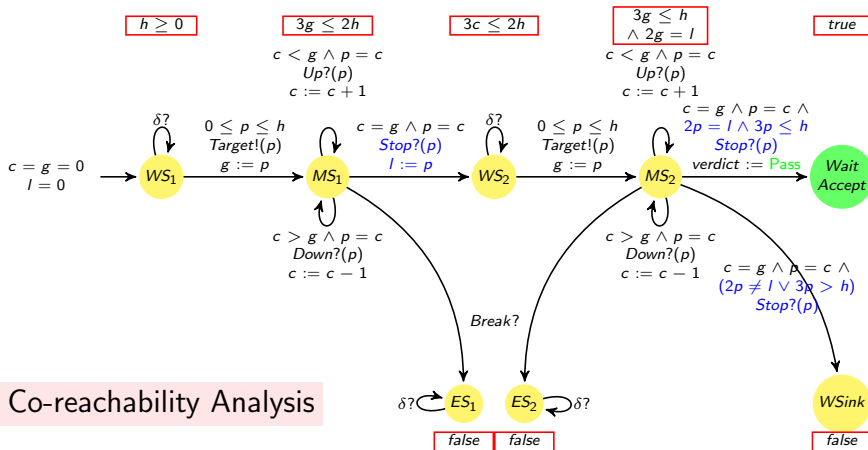 h ≥ 0
3g ≤ 2h
3c ≤ 2h
3g ≤ h
∧ 2g = l
true
c < g ∧ p = c
Up?(p)
c := c + 1
c < g ∧ p = c
Up?(p)
c := c + 1
δ?
0 ≤ p ≤ h
Target!(p)
g := p
c = g ∧ p = c
Stop?(p)
l := p
δ?
0 ≤ p ≤ h
Target!(p)
g := p
c = g ∧ p = c ∧
2p = l ∧ 3p ≤ h
Stop?(p)
verdict := Pass
c = g = 0
l = 0
WS₁
MS₁
WS₂
MS₂
Wait
Accept
c > g ∧ p = c
Down?(p)
c := c − 1
c > g ∧ p = c
Down?(p)
c := c − 1
c = g ∧ p = c ∧
(2p ≠ l ∨ 3p > h)
Stop?(p)
Break?
Co-reachability Analysis
δ?
ES₁
ES₂
δ?
WSink
false
false
false